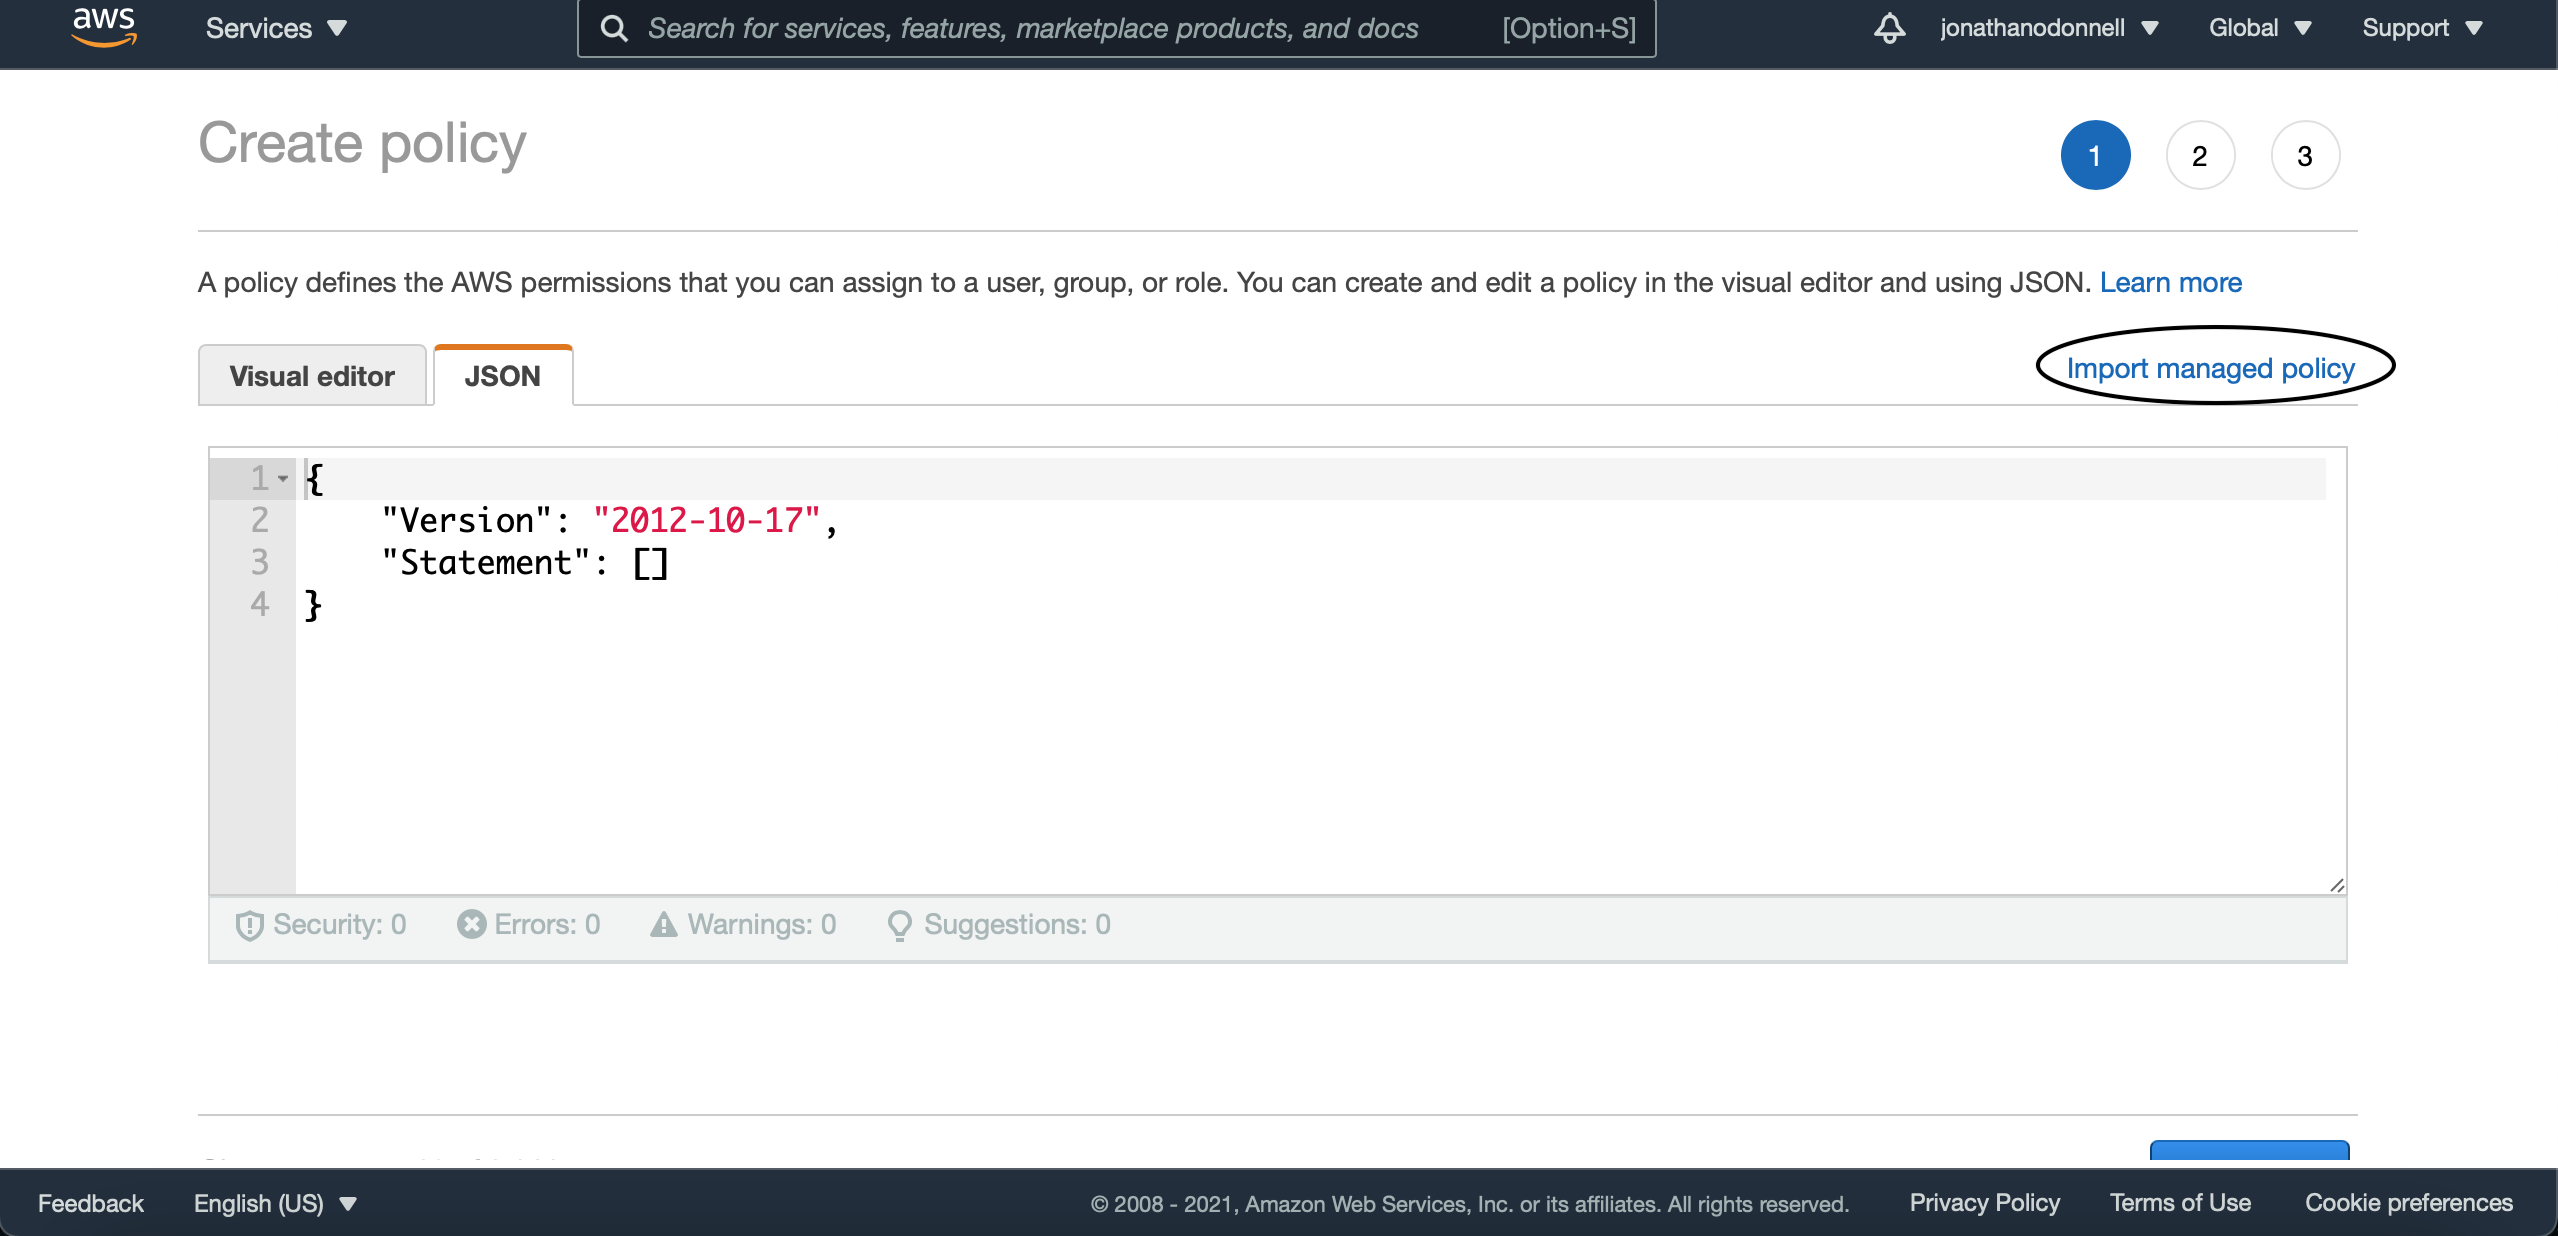 aws Services Search for services, features, marketplace products, and docs [Option+S] jonathanodonnell Global Support
Create policy
1 2 3
A policy defines the AWS permissions that you can assign to a user, group, or role. You can create and edit a policy in the visual editor and using JSON. Learn more
Visual editor JSON Import managed policy
1 {
2 "Version": "2012-10-17",
3 "Statement": []
4 }
Security: 0 Errors: 0 Warnings: 0 Suggestions: 0
Feedback English (US) © 2008 - 2021, Amazon Web Services, Inc. or its affiliates. All rights reserved. Privacy Policy Terms of Use Cookie preferences